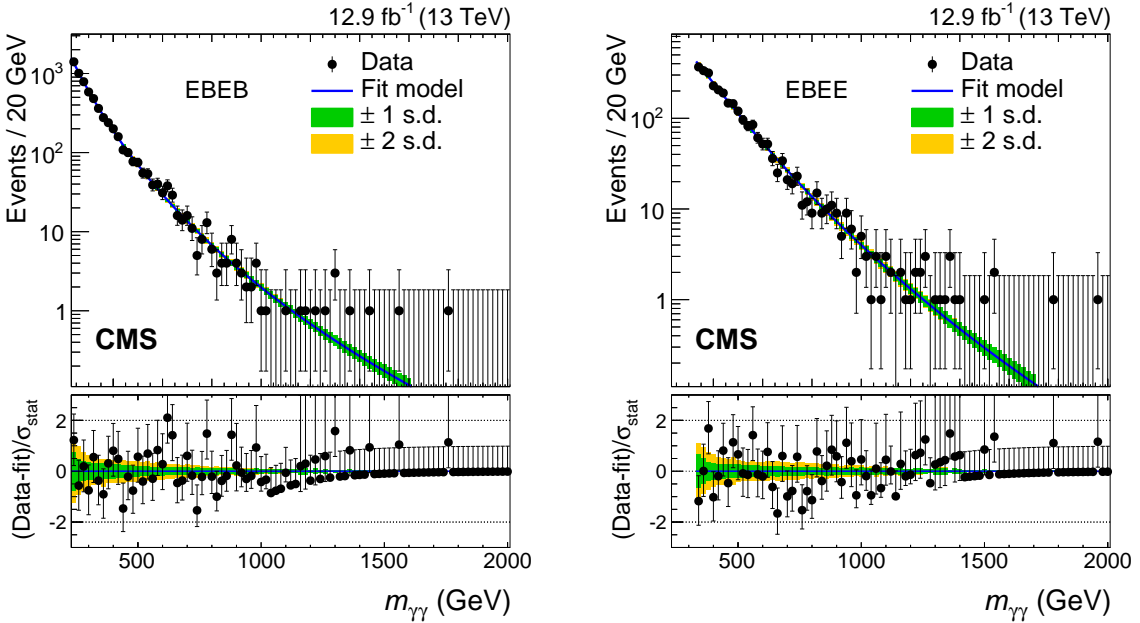 12.9 fb⁻¹ (13 TeV)
Events / 20 GeV
10³
10²
10
1
EBEB
Data
Fit model
± 1 s.d.
± 2 s.d.
CMS
(Data-fit)/σstat
2
0
-2
500 1000 1500 2000
mγγ (GeV)
12.9 fb⁻¹ (13 TeV)
Events / 20 GeV
10²
10
1
EBEE
Data
Fit model
± 1 s.d.
± 2 s.d.
CMS
(Data-fit)/σstat
2
0
-2
500 1000 1500 2000
mγγ (GeV)